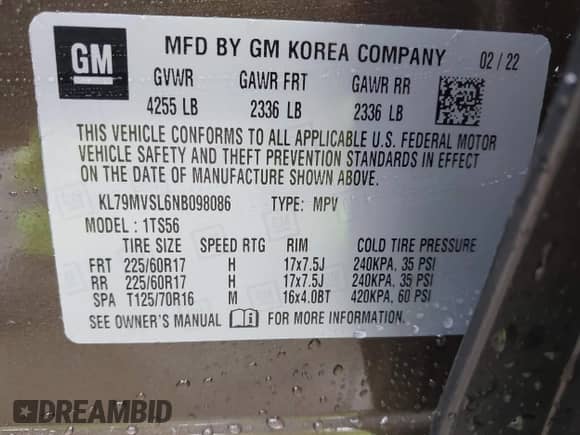 GM MFD BY GM KOREA COMPANY 02 / 22
GVWR GAWR FRT GAWR RR
4255 LB 2336 LB 2336 LB
THIS VEHICLE CONFORMS TO ALL APPLICABLE U.S. FEDERAL MOTOR
VEHICLE SAFETY AND THEFT PREVENTION STANDARDS IN EFFECT
ON THE DATE OF MANUFACTURE SHOWN ABOVE.
KL79MVSL6NB098086 TYPE: MPV
MODEL : 1TS56
TIRE SIZE SPEED RTG RIM COLD TIRE PRESSURE
FRT 225/60R17 H 17x7.5J 240KPA, 35 PSI
RR 225/60R17 H 17x7.5J 240KPA, 35 PSI
SPA T125/70R16 M 16x4.0BT 420KPA, 60 PSI
SEE OWNER'S MANUAL FOR MORE INFORMATION.
DREAMBID